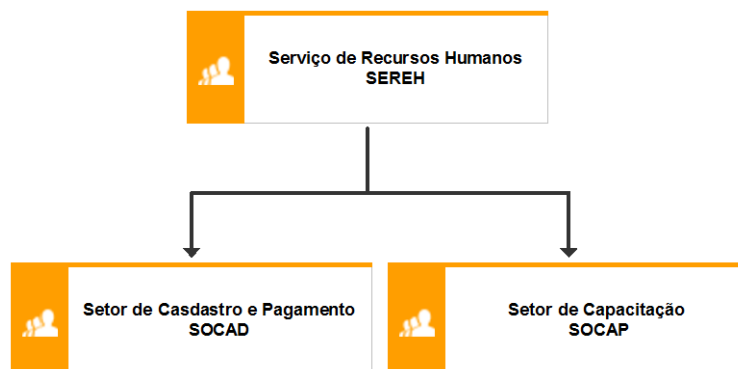 Serviço de Recursos Humanos
SEREH
Setor de Casdastro e Pagamento
SOCAD
Setor de Capacitação
SOCAP